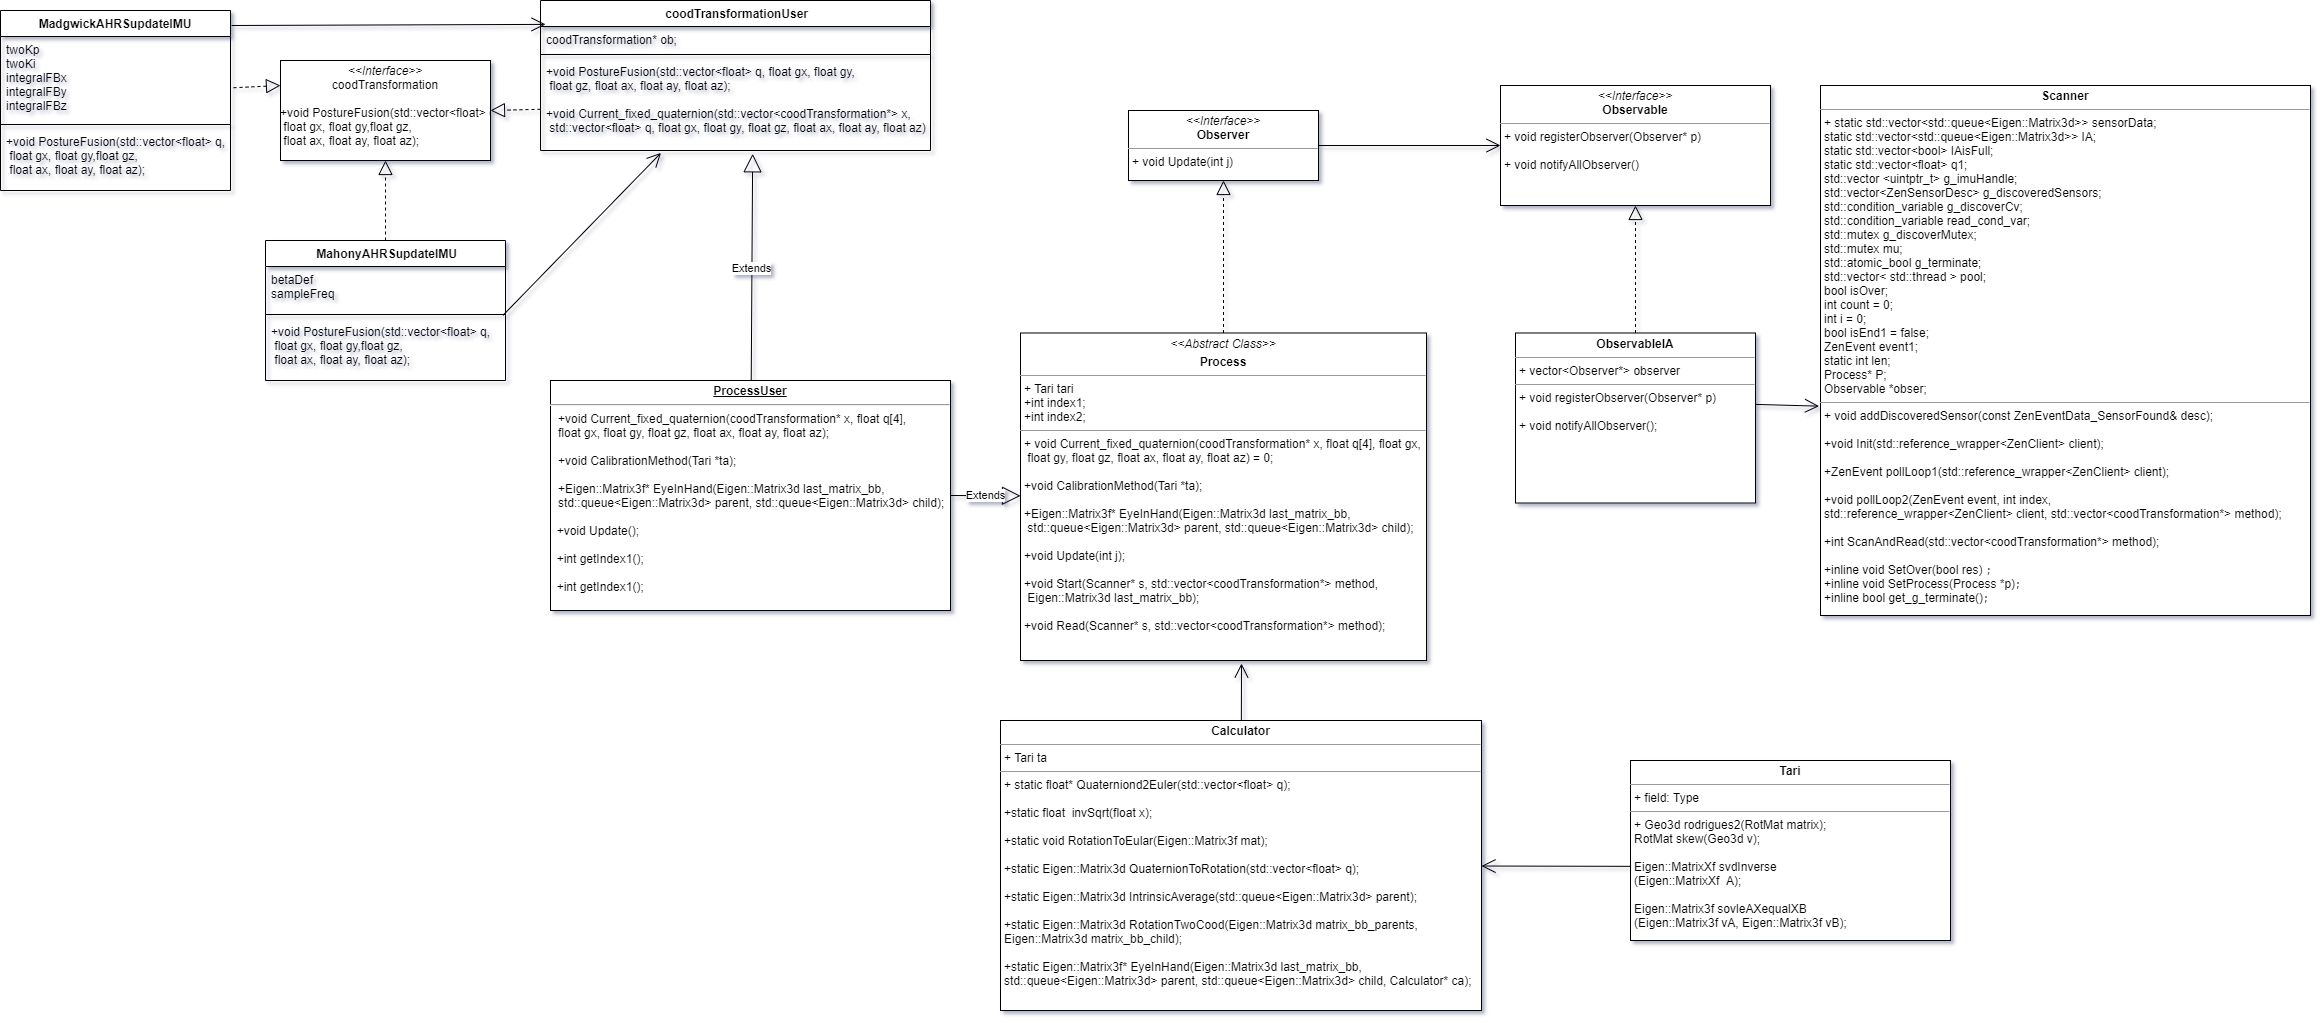 MadgwickAHRSupdateIMU
twoKp
twoKi
integralFBx
integralFBy
integralFBz
+void PostureFusion(std::vector<float> q,
float gx, float gy,float gz,
float ax, float ay, float az);
<<Interface>>
coodTransformation
+void PostureFusion(std::vector<float>
float gx, float gy,float gz,
float ax, float ay, float az);
coodTransformationUser
coodTransformation* ob;
+void PostureFusion(std::vector<float> q, float gx, float gy,
float gz, float ax, float ay, float az);
+void Current_fixed_quaternion(std::vector<coodTransformation*> x,
std::vector<float> q, float gx, float gy, float gz, float ax, float ay, float az)
MahonyAHRSupdateIMU
betaDef
sampleFreq
+void PostureFusion(std::vector<float> q,
float gx, float gy,float gz,
float ax, float ay, float az);
Extends
ProcessUser
+void Current_fixed_quaternion(coodTransformation* x, float q[4],
float gx, float gy, float gz, float ax, float ay, float az);
+void CalibrationMethod(Tari *ta);
+Eigen::Matrix3f* EyeInHand(Eigen::Matrix3d last_matrix_bb,
std::queue<Eigen::Matrix3d> parent, std::queue<Eigen::Matrix3d> child);
+void Update();
+int getIndex1();
+int getIndex1();
Extends
<<Interface>>
Observer
+ void Update(int j)
<<Interface>>
Observable
+ void registerObserver(Observer* p)
+ void notifyAllObserver()
<<Abstract Class>>
Process
+ Tari tari
+int index1;
+int index2;
+ void Current_fixed_quaternion(coodTransformation* x, float q[4], float gx,
float gy, float gz, float ax, float ay, float az) = 0;
+void CalibrationMethod(Tari *ta);
+Eigen::Matrix3f* EyeInHand(Eigen::Matrix3d last_matrix_bb,
std::queue<Eigen::Matrix3d> parent, std::queue<Eigen::Matrix3d> child);
+void Update(int j);
+void Start(Scanner* s, std::vector<coodTransformation*> method,
Eigen::Matrix3d last_matrix_bb);
+void Read(Scanner* s, std::vector<coodTransformation*> method);
ObservableIA
+ vector<Observer*> observer
+ void registerObserver(Observer* p)
+ void notifyAllObserver();
Scanner
+ static std::vector<std::queue<Eigen::Matrix3d>> sensorData;
static std::vector<std::queue<Eigen::Matrix3d>> IA;
static std::vector<bool> IAisFull;
static std::vector<float> q1;
std::vector <uintptr_t> g_imuHandle;
std::vector<ZenSensorDesc> g_discoveredSensors;
std::condition_variable g_discoverCv;
std::condition_variable read_cond_var;
std::mutex g_discoverMutex;
std::mutex mu;
std::atomic_bool g_terminate;
std::vector< std::thread > pool;
bool isOver;
int count = 0;
int i = 0;
bool isEnd1 = false;
ZenEvent event1;
static int len;
Process* P;
Observable *obser;
+ void addDiscoveredSensor(const ZenEventData_SensorFound& desc);
+void Init(std::reference_wrapper<ZenClient> client);
+ZenEvent pollLoop1(std::reference_wrapper<ZenClient> client);
+void pollLoop2(ZenEvent event, int index,
std::reference_wrapper<ZenClient> client, std::vector<coodTransformation*> method);
+int ScanAndRead(std::vector<coodTransformation*> method);
+inline void SetOver(bool res) ;
+inline void SetProcess(Process *p);
+inline bool get_g_terminate();
Calculator
+ Tari ta
+ static float* Quaterniond2Euler(std::vector<float> q);
+static float  invSqrt(float x);
+static void RotationToEular(Eigen::Matrix3f mat);
+static Eigen::Matrix3d QuaternionToRotation(std::vector<float> q);
+static Eigen::Matrix3d IntrinsicAverage(std::queue<Eigen::Matrix3d> parent);
+static Eigen::Matrix3d RotationTwoCood(Eigen::Matrix3d matrix_bb_parents,
Eigen::Matrix3d matrix_bb_child);
+static Eigen::Matrix3f* EyeInHand(Eigen::Matrix3d last_matrix_bb,
std::queue<Eigen::Matrix3d> parent, std::queue<Eigen::Matrix3d> child, Calculator* ca);
Tari
+ field: Type
+ Geo3d rodrigues2(RotMat matrix);
RotMat skew(Geo3d v);
Eigen::MatrixXf svdInverse
(Eigen::MatrixXf  A);
Eigen::Matrix3f sovleAXequalXB
(Eigen::Matrix3f vA, Eigen::Matrix3f vB);